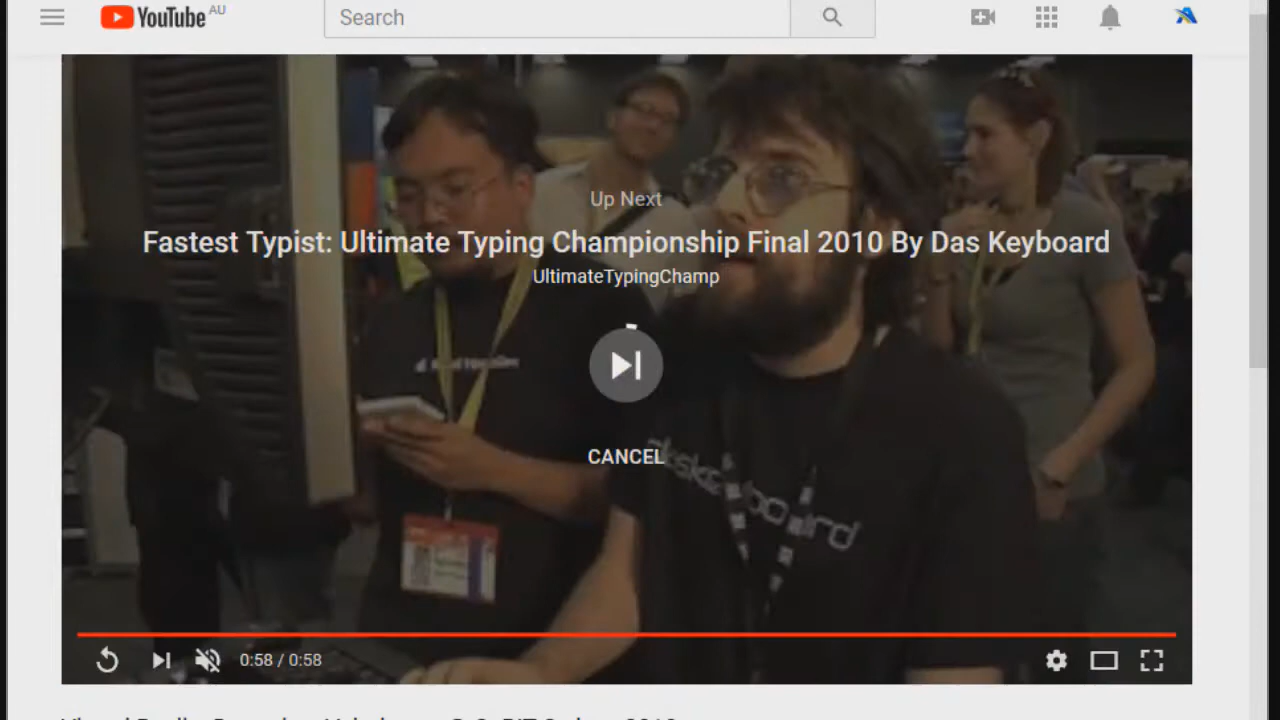 YouTube AU
Search
Up Next
Fastest Typist: Ultimate Typing Championship Final 2010 By Das Keyboard
UltimateTypingChamp
CANCEL
daskeyboard
0:58 / 0:58